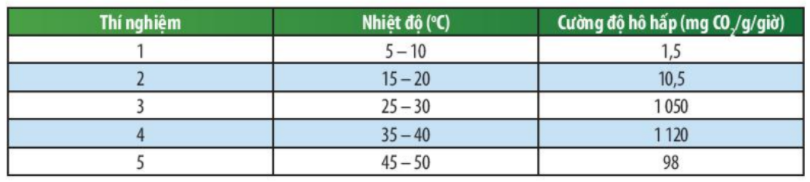 Thí nghiệm Nhiệt độ (°C) Cường độ hô hấp (mg CO₂/g/giờ)
1 5 – 10 1,5
2 15 – 20 10,5
3 25 – 30 1 050
4 35 – 40 1 120
5 45 – 50 98